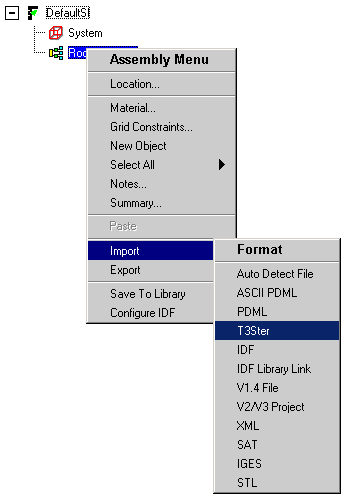 DefaultSI
System
Assembly Menu
Location...
Material...
Grid Constraints...
New Object
Select All
Notes...
Summary...
Paste
Import
Export
Save To Library
Configure IDF
Format
Auto Detect File
ASCII PDML
PDML
T3Ster
IDF
IDF Library Link
V1.4 File
V2/V3 Project
XML
SAT
IGES
STL